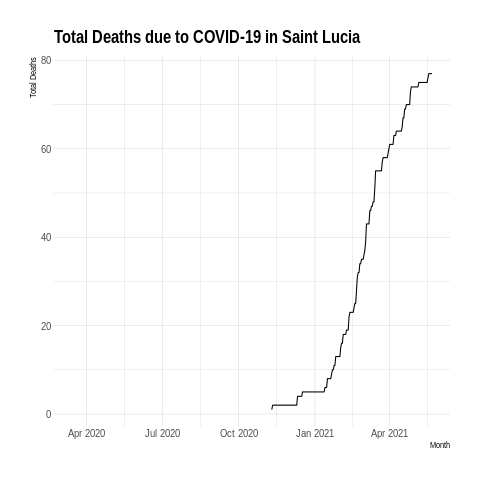 Total Deaths due to COVID-19 in Saint Lucia
Total Deaths
80
60
40
20
0
Apr 2020 Jul 2020 Oct 2020 Jan 2021 Apr 2021
Month